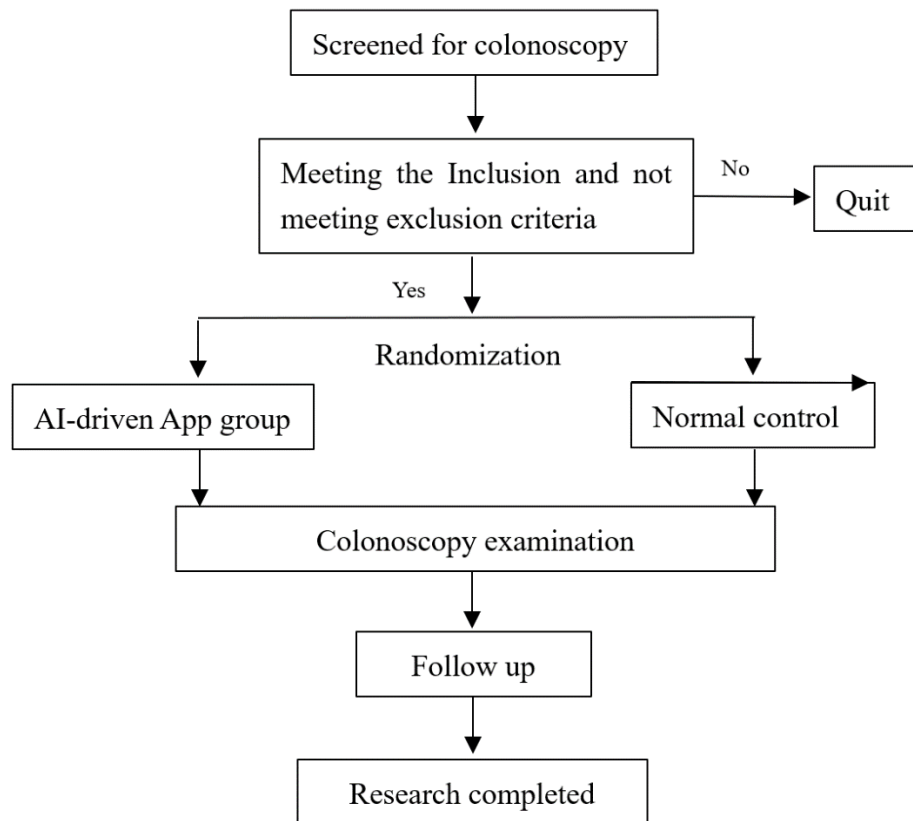 Screened for colonoscopy
Meeting the Inclusion and not
meeting exclusion criteria
No
Quit
Yes
Randomization
AI-driven App group
Normal control
Colonoscopy examination
Follow up
Research completed